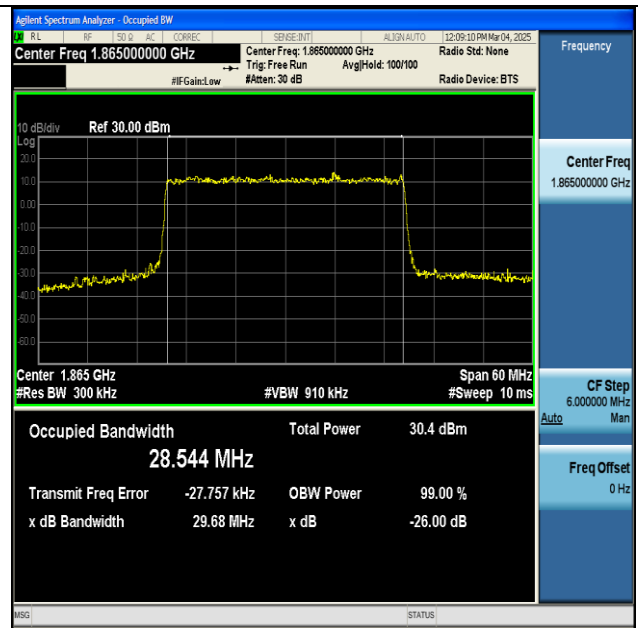 Agilent Spectrum Analyzer - Occupied BW
RL RF 50 Ω AC CORREC SENSE:INT ALIGN AUTO 12:09:10 PM Mar 04, 2025
Center Freq 1.865000000 GHz
Center Freq: 1.865000000 GHz
Radio Std: None
Trig: Free Run Avg|Hold: 100/100
#IFGain:Low #Atten: 30 dB Radio Device: BTS
Frequency
10 dB/div Ref 30.00 dBm
Log
20.0
10.0
0.00
-10.0
-20.0
-30.0
-40.0
-50.0
-60.0
Center 1.865 GHz Span 60 MHz
#Res BW 300 kHz #VBW 910 kHz #Sweep 10 ms
Occupied Bandwidth Total Power 30.4 dBm
28.544 MHz
Transmit Freq Error -27.757 kHz OBW Power 99.00 %
x dB Bandwidth 29.68 MHz x dB -26.00 dB
Center Freq
1.865000000 GHz
CF Step
6.000000 MHz
Auto Man
Freq Offset
0 Hz
MSG STATUS